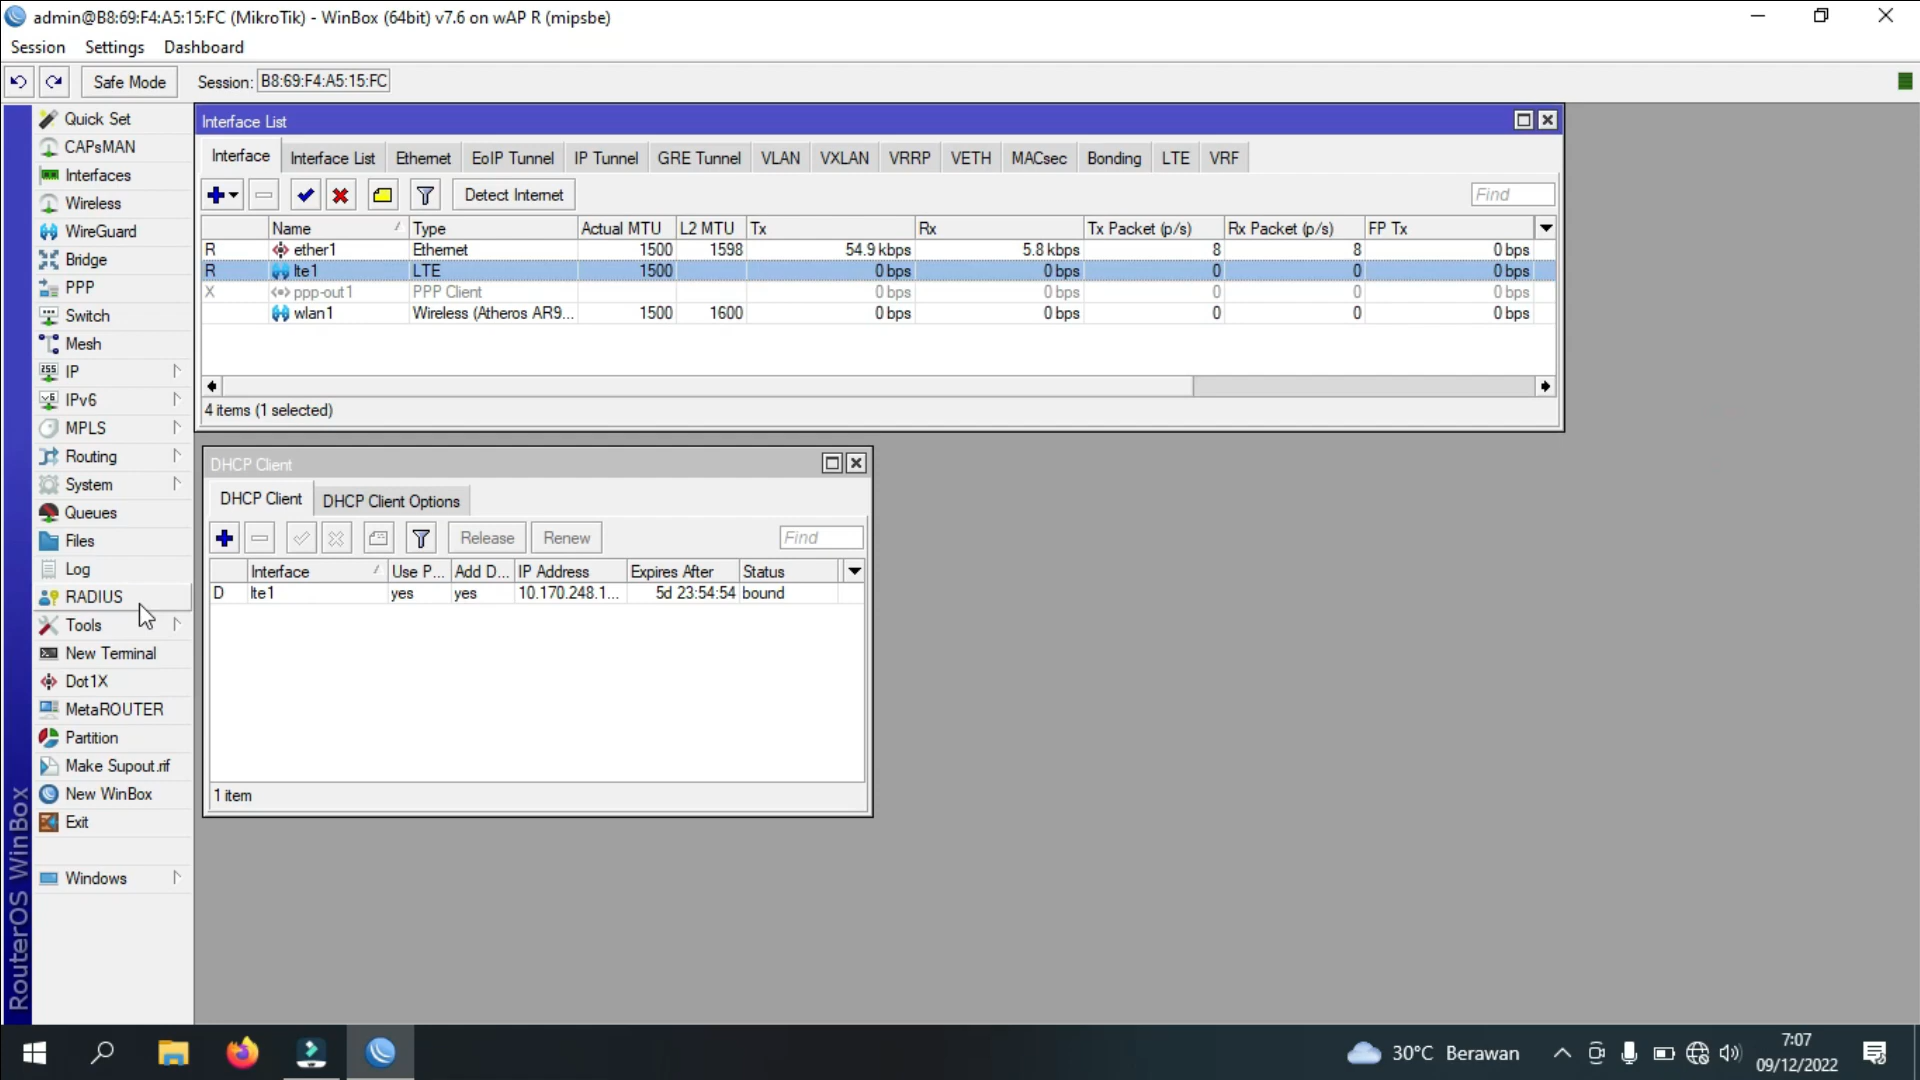 admin@B8:69:F4:A5:15:FC (MikroTik) - WinBox (64bit) v7.6 on wAP R (mipsbe)
Session Settings Dashboard
Safe Mode Session: B8:69:F4:A5:15:FC
Quick Set
CAPsMAN
Interfaces
Wireless
WireGuard
Bridge
PPP
Switch
Mesh
IP
IPv6
MPLS
Routing
System
Queues
Files
Log
RADIUS
Tools
New Terminal
Dot1X
MetaROUTER
Partition
Make Supout.rif
New WinBox
Exit
Windows
RouterOS WinBox
Interface List
Interface Interface List Ethernet EoIP Tunnel IP Tunnel GRE Tunnel VLAN VXLAN VRRP VETH MACsec Bonding LTE VRF
Detect Internet Find
Name Type Actual MTU L2 MTU Tx Rx Tx Packet (p/s) Rx Packet (p/s) FP Tx
R ether1 Ethernet 1500 1598 54.9 kbps 5.8 kbps 8 8 0 bps
R lte1 LTE 1500 0 bps 0 bps 0 0 0 bps
X ppp-out1 PPP Client 0 bps 0 bps 0 0 0 bps
wlan1 Wireless (Atheros AR9... 1500 1600 0 bps 0 bps 0 0 0 bps
4 items (1 selected)
DHCP Client
DHCP Client DHCP Client Options
Release Renew Find
Interface Use P... Add D... IP Address Expires After Status
D lte1 yes yes 10.170.248.1... 5d 23:54:54 bound
1 item
30°C Berawan
7:07
09/12/2022